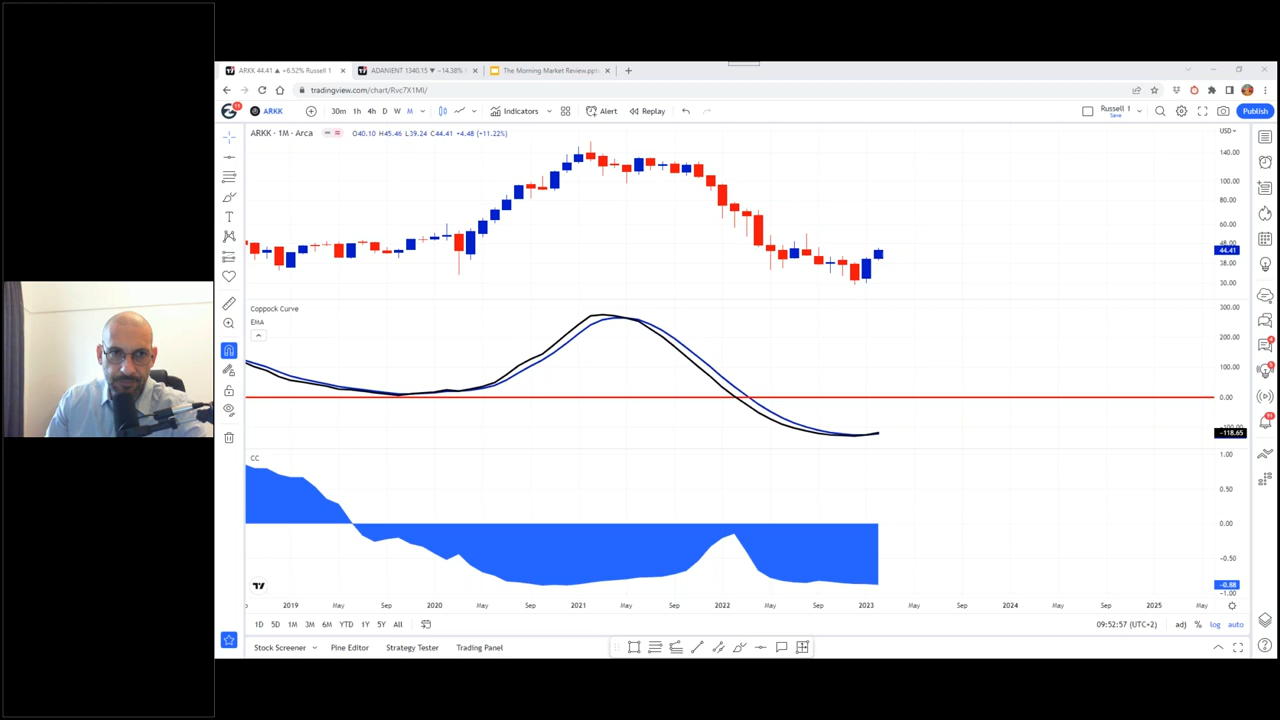 ARKK 44.41 ▲ +6.52% Russell 1
ADANIENT 1340.15 ▼ −14.38%
The Morning Market Review.pptx
tradingview.com/chart/Rvc7X1MI/
ARKK 30m 1h 4h D W M Indicators Alert Replay
Russell 1
Save
Publish
ARKK · 1M · Arca O40.10 H45.46 L39.24 C44.41 +4.48 (+11.22%)
USD
140.00
100.00
80.00
60.00
48.00
44.41
38.00
30.00
Coppock Curve
EMA
300.00
200.00
100.00
0.00
−118.65
CC
1.00
0.50
0.00
−0.50
−0.88
−1.00
2019 May Sep 2020 May Sep 2021 May Sep 2022 May Sep 2023 May Sep 2024 May Sep 2025 May
1D 5D 1M 3M 6M YTD 1Y 5Y All
09:52:57 (UTC+2) adj % log auto
Stock Screener Pine Editor Strategy Tester Trading Panel